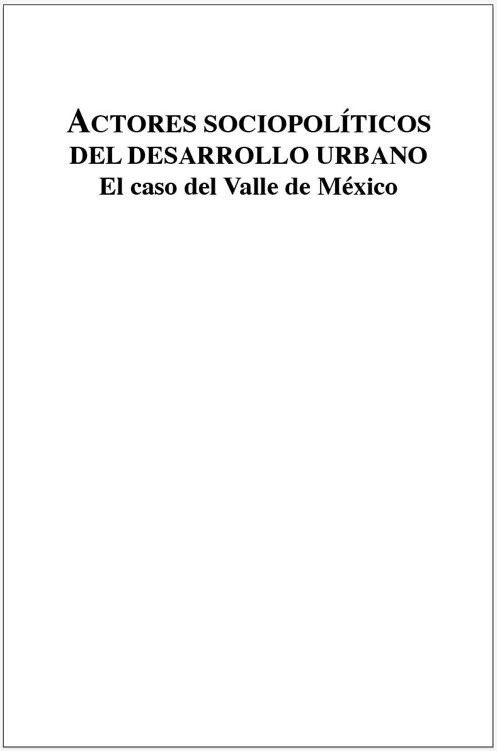 ACTORES SOCIOPOLÍTICOS
DEL DESARROLLO URBANO
El caso del Valle de México